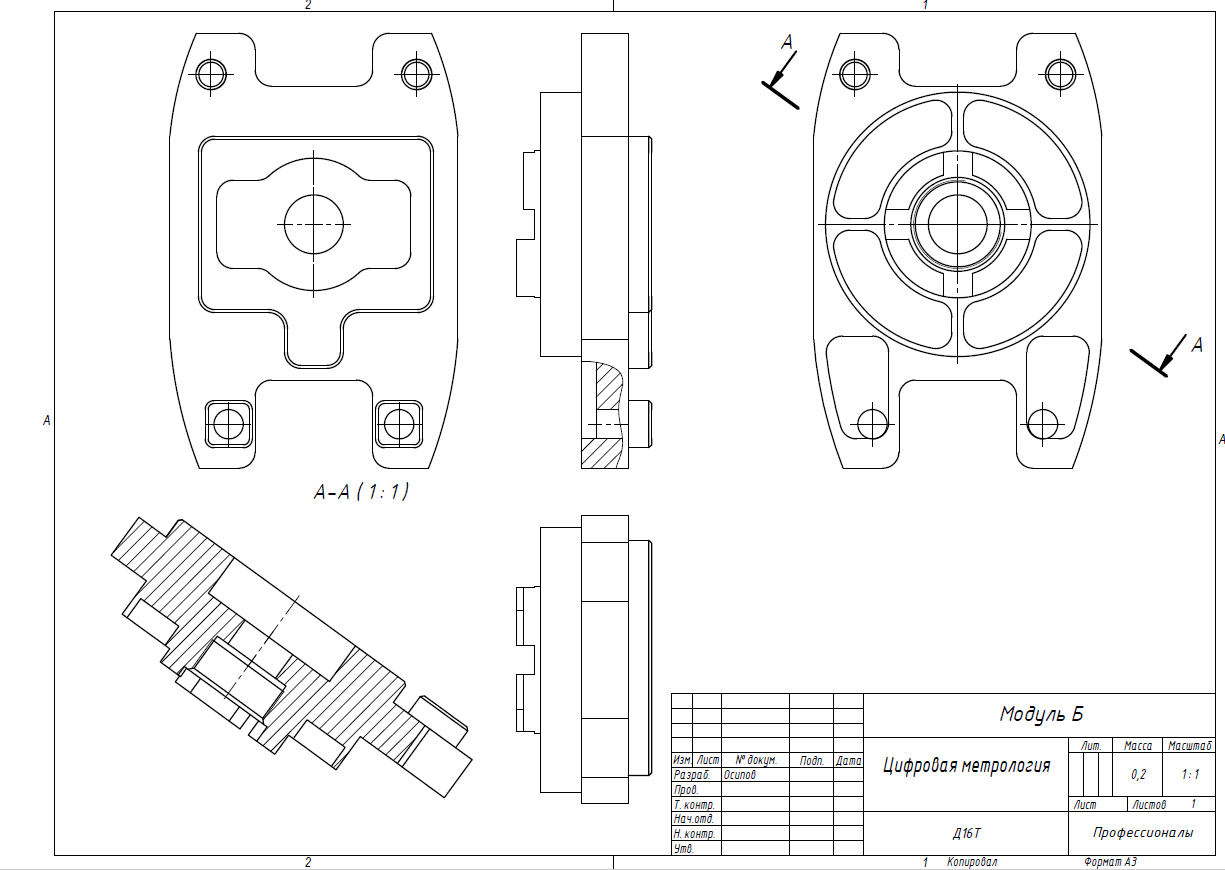 2 1
А
А
А
А
А-А ( 1 : 1 )
А
Модуль Б
Лит. Масса Масштаб
Изм. Лист № докум. Подп. Дата
Цифровая метрология
Разраб. Осипов
0,2 1:1
Пров.
Т. контр.
Лист Листов 1
Нач.отд.
Н. контр.
Д16Т
Профессионалы
Утв.
2 1 Копировал Формат А3